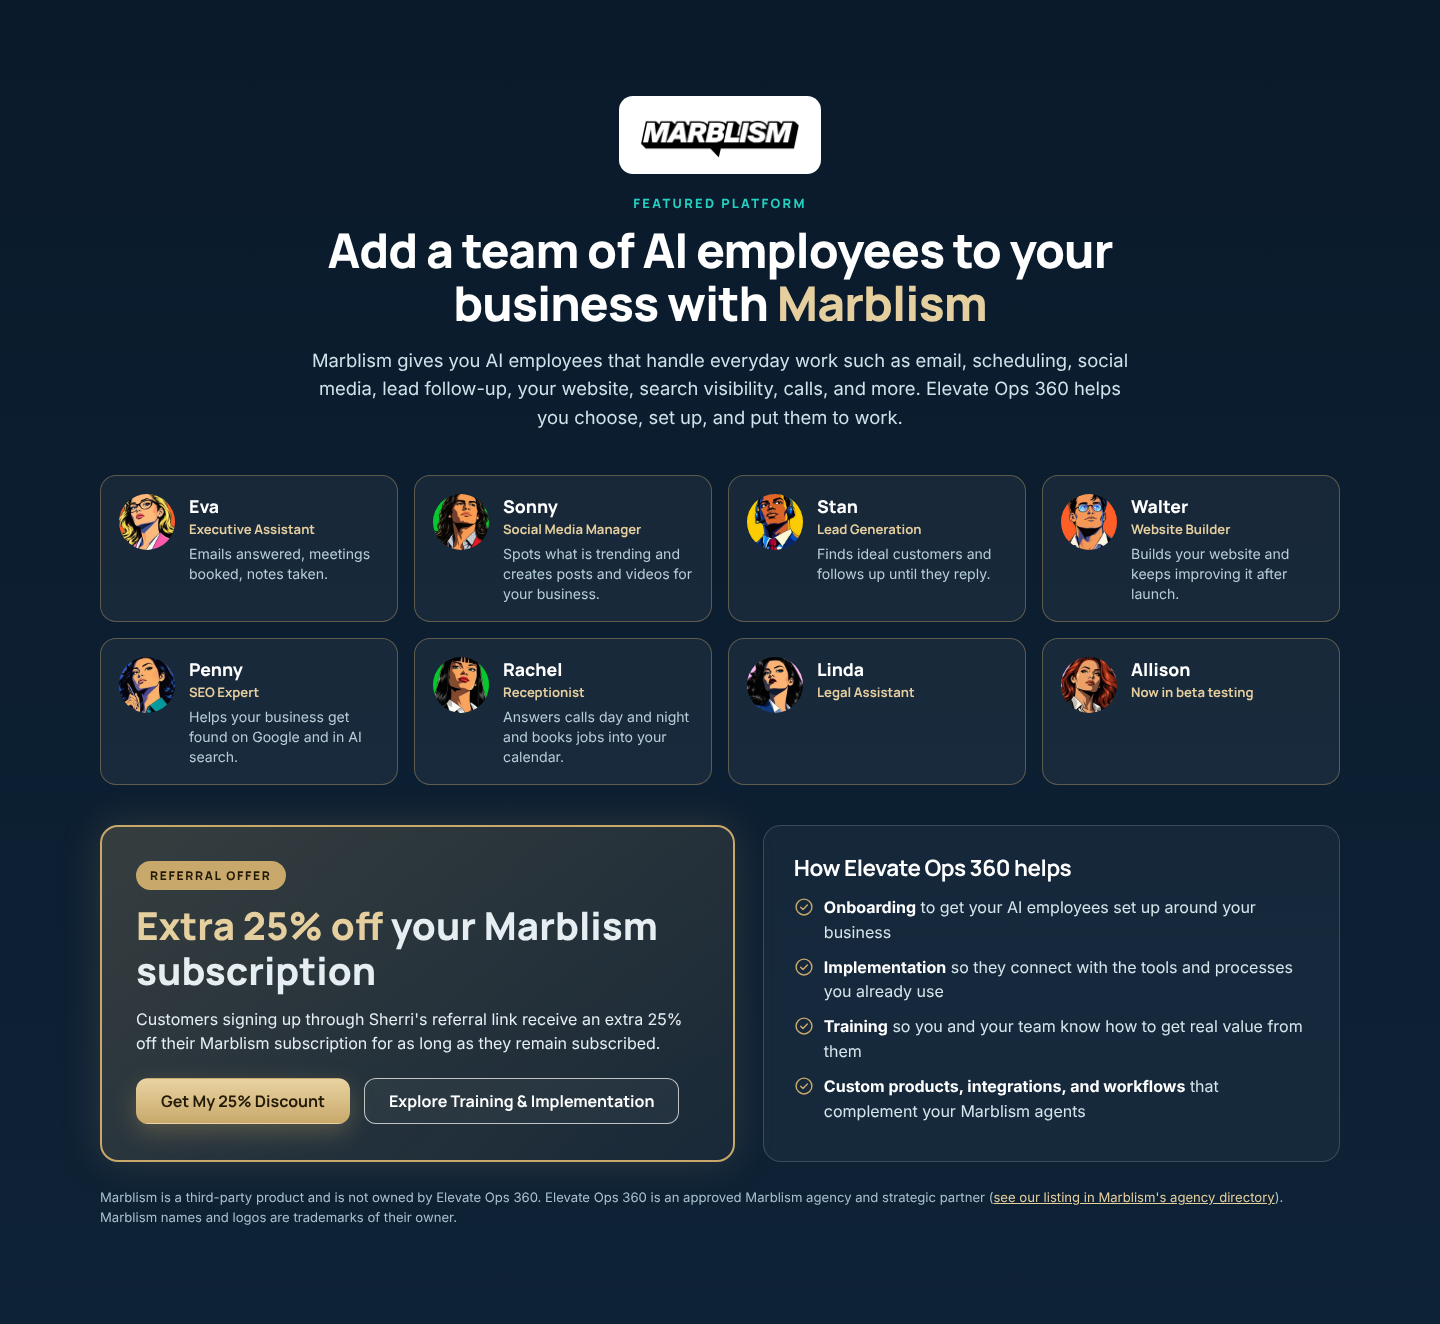 MARBLISM
FEATURED PLATFORM
Add a team of AI employees to your
business with Marblism
Marblism gives you AI employees that handle everyday work such as email, scheduling, social
media, lead follow-up, your website, search visibility, calls, and more. Elevate Ops 360 helps
you choose, set up, and put them to work.
Eva
Executive Assistant
Emails answered, meetings
booked, notes taken.
Sonny
Social Media Manager
Spots what is trending and
creates posts and videos for
your business.
Stan
Lead Generation
Finds ideal customers and
follows up until they reply.
Walter
Website Builder
Builds your website and
keeps improving it after
launch.
Penny
SEO Expert
Helps your business get
found on Google and in AI
search.
Rachel
Receptionist
Answers calls day and night
and books jobs into your
calendar.
Linda
Legal Assistant
Allison
Now in beta testing
REFERRAL OFFER
Extra 25% off your Marblism
subscription
Customers signing up through Sherri's referral link receive an extra 25%
off their Marblism subscription for as long as they remain subscribed.
Get My 25% Discount
Explore Training & Implementation
How Elevate Ops 360 helps
Onboarding to get your AI employees set up around your
business
Implementation so they connect with the tools and processes
you already use
Training so you and your team know how to get real value from
them
Custom products, integrations, and workflows that
complement your Marblism agents
Marblism is a third-party product and is not owned by Elevate Ops 360. Elevate Ops 360 is an approved Marblism agency and strategic partner (see our listing in Marblism's agency directory).
Marblism names and logos are trademarks of their owner.